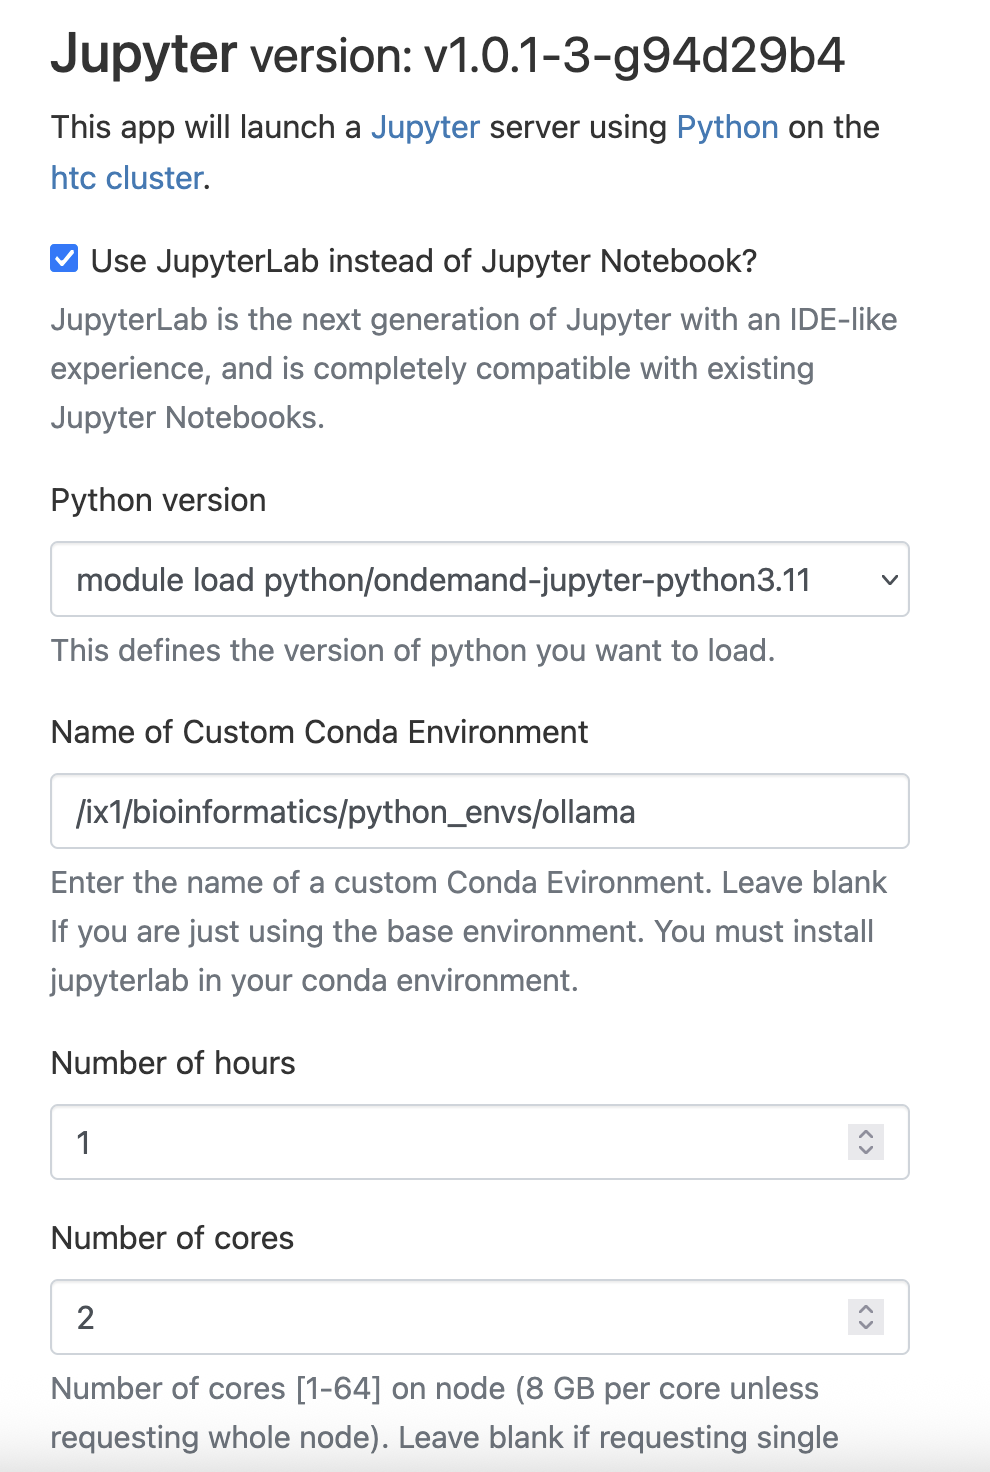 Jupyter version: v1.0.1-3-g94d29b4
This app will launch a Jupyter server using Python on the
htc cluster.
Use JupyterLab instead of Jupyter Notebook?
JupyterLab is the next generation of Jupyter with an IDE-like
experience, and is completely compatible with existing
Jupyter Notebooks.
Python version
module load python/ondemand-jupyter-python3.11
This defines the version of python you want to load.
Name of Custom Conda Environment
/ix1/bioinformatics/python_envs/ollama
Enter the name of a custom Conda Evironment. Leave blank
If you are just using the base environment. You must install
jupyterlab in your conda environment.
Number of hours
1
Number of cores
2
Number of cores [1-64] on node (8 GB per core unless
requesting whole node). Leave blank if requesting single